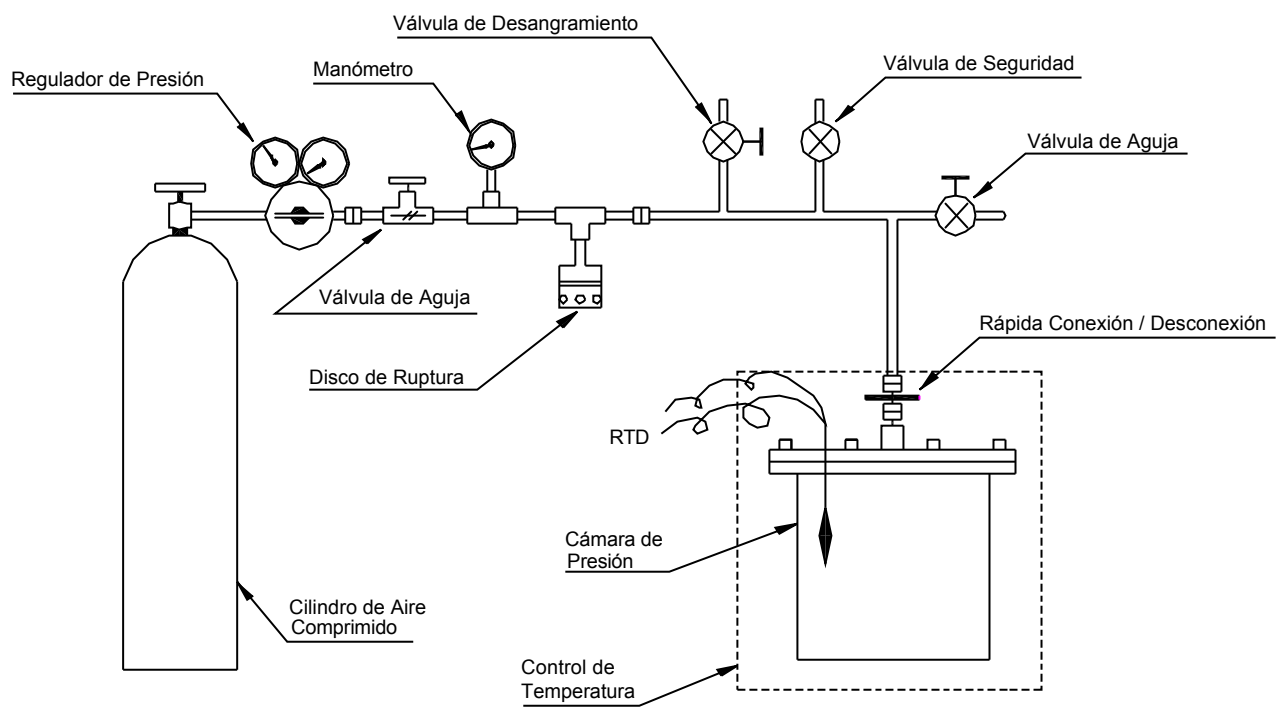 Válvula de Desangramiento
Regulador de Presión
Manómetro
Válvula de Seguridad
Válvula de Aguja
Válvula de Aguja
Rápida Conexión / Desconexión
Disco de Ruptura
RTD
Cámara de
Presión
Cilindro de Aire
Comprimido
Control de
Temperatura